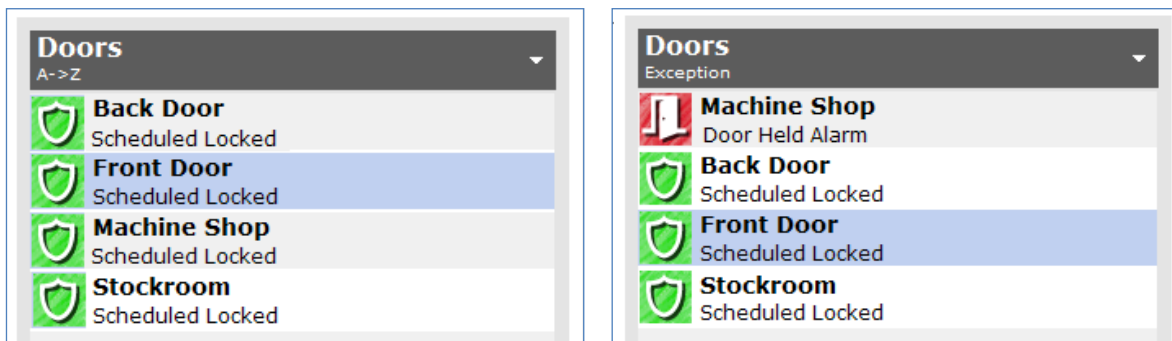 Doors
A->Z
Back Door
Scheduled Locked
Front Door
Scheduled Locked
Machine Shop
Scheduled Locked
Stockroom
Scheduled Locked
Doors
Exception
Machine Shop
Door Held Alarm
Back Door
Scheduled Locked
Front Door
Scheduled Locked
Stockroom
Scheduled Locked